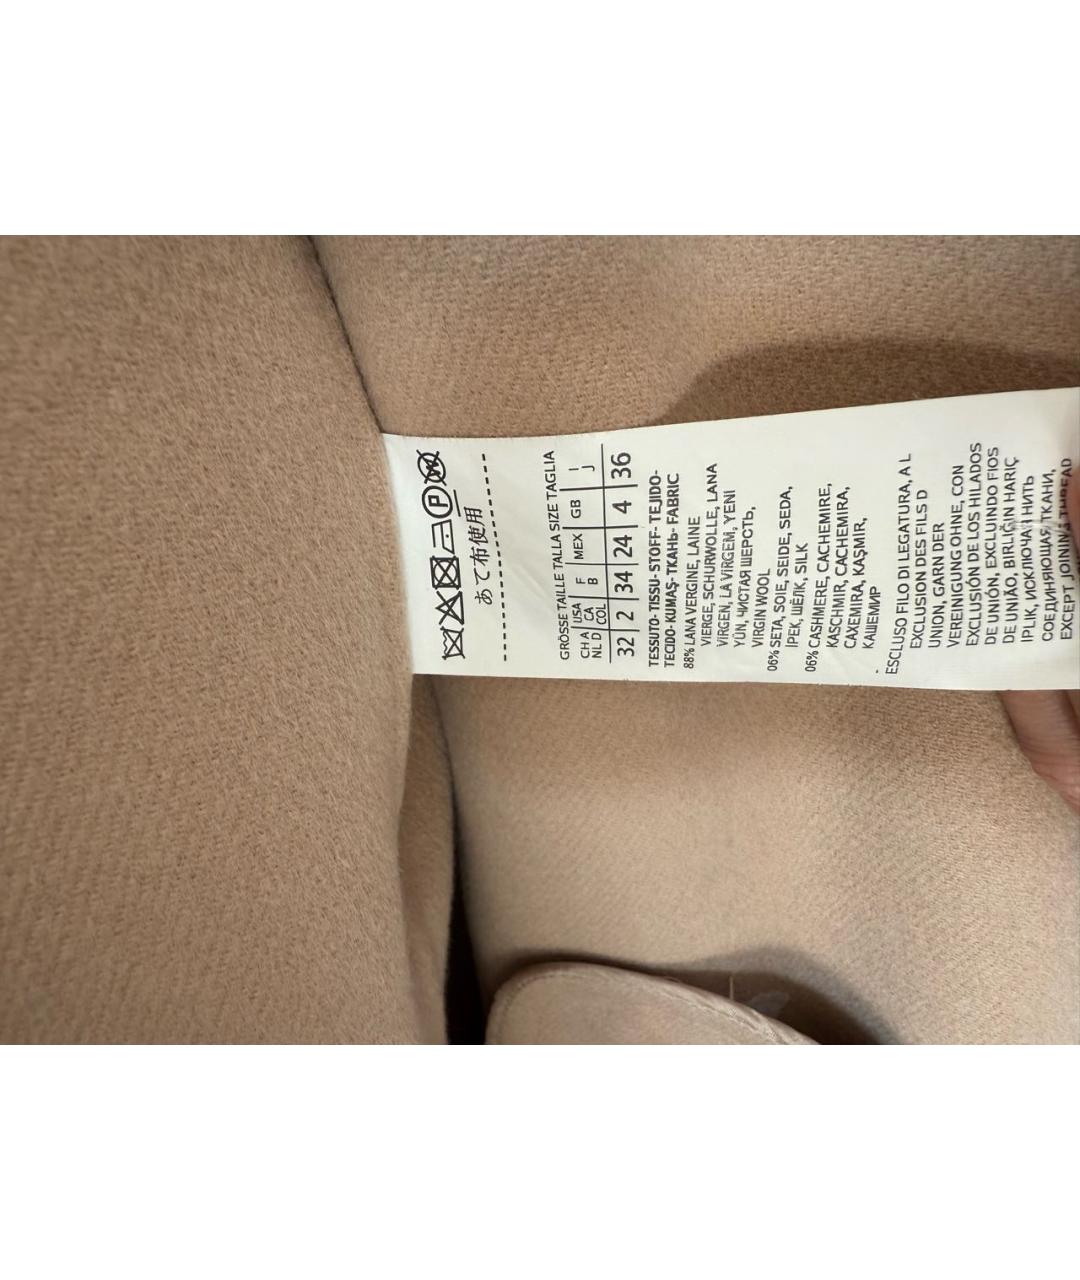 あて布使用
GRÖSSE TAILLE TALLA SIZE TAGLIA
CH A USA F MEX GB I
NL D CA B J
COL
32 2 34 24 4 36
TESSUTO- TISSU- STOFF- TEJIDO-
TECIDO- KUMAŞ- ТКАНЬ- FABRIC
88% LANA VERGINE, LAINE
VIERGE, SCHURWOLLE, LANA
VIRGEN, LÃ VIRGEM, YENI
YÜN, ЧИСТАЯ ШЕРСТЬ,
VIRGIN WOOL
06% SETA, SOIE, SEIDE, SEDA,
İPEK, ШЁЛК, SILK
06% CASHMERE, CACHEMIRE,
KASCHMIR, CACHEMIRA,
CAXEMIRA, KAŞMIR,
КАШЕМИР
.
ESCLUSO FILO DI LEGATURA, A L
EXCLUSION DES FILS D
UNION, GARN DER
VEREINIGUNG OHNE, CON
EXCLUSIÓN DE LOS HILADOS
DE UNIÓN, EXCLUINDO FIOS
DE UNIÃO, BIRLIĞIN HARIÇ
IPLIK, ИСКЛЮЧАЯ НИТЬ
СОЕДИНЯЮЩАЯ ТКАНИ,
EXCEPT JOINING THREAD